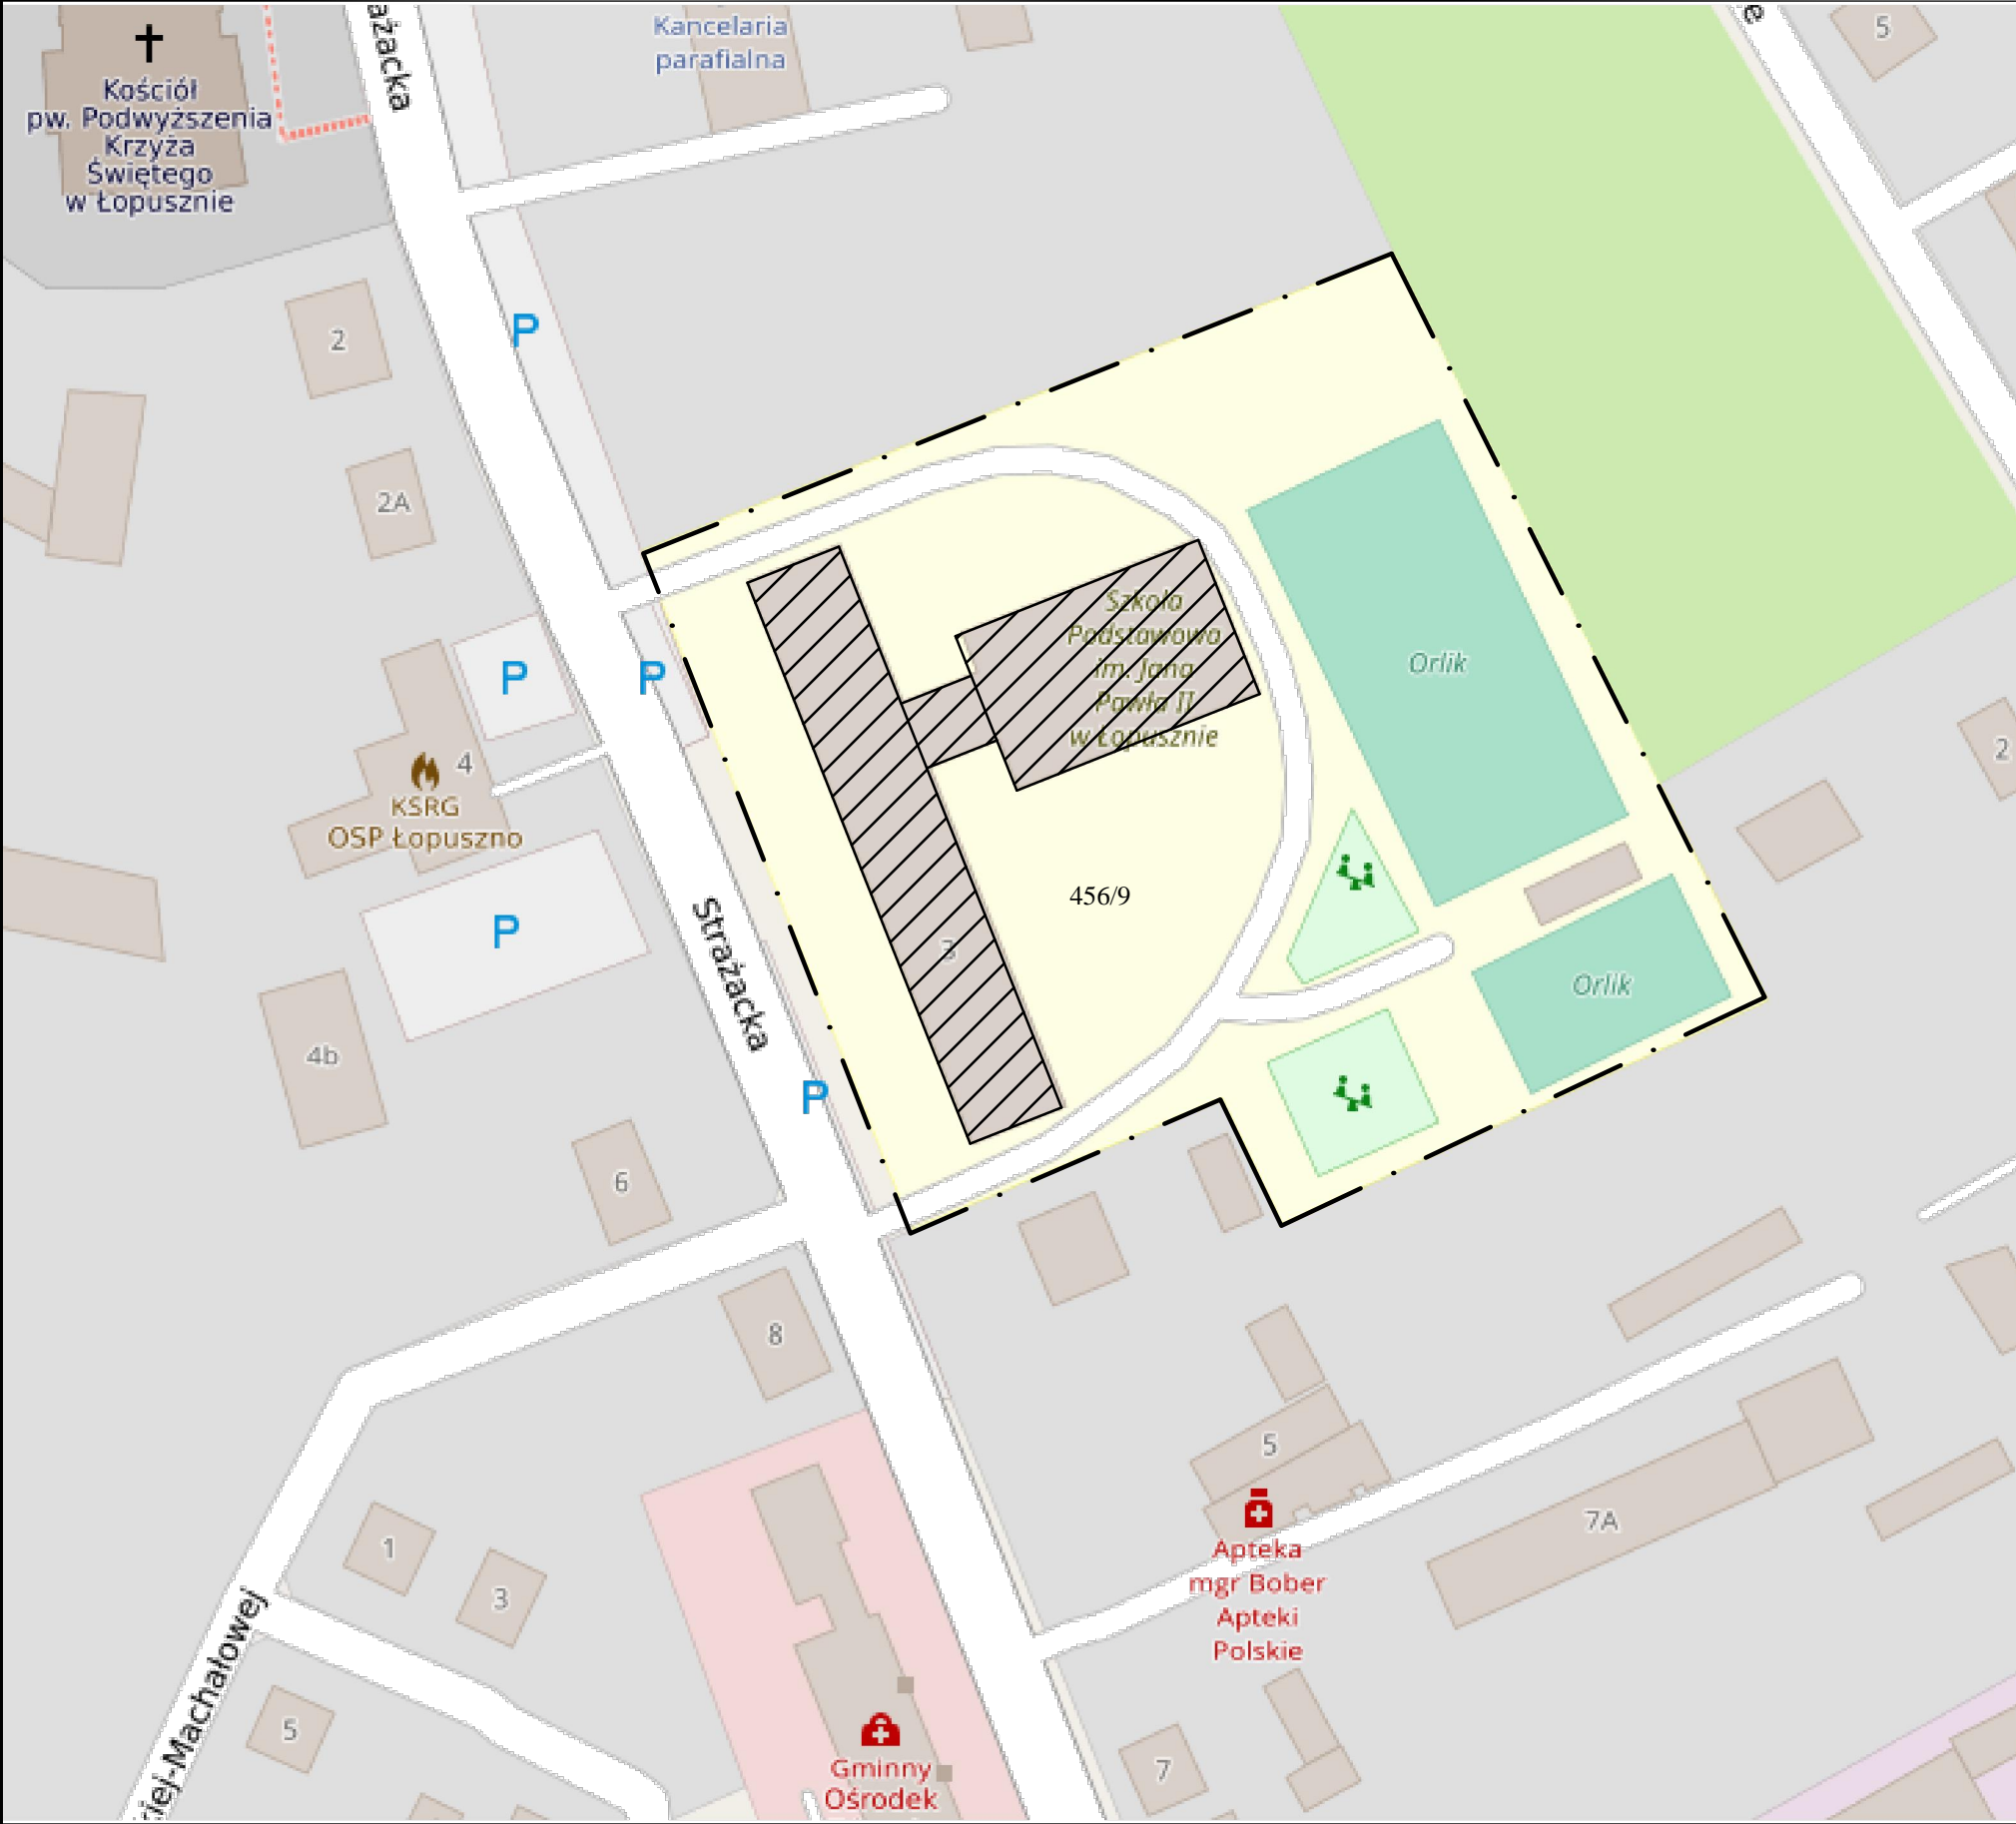 ażacka
Kancelaria
parafialna
Kościół
pw. Podwyższenia
Krzyża
Świętego
w Łopusznie
e
5
2
P
2A
P
P
4
KSRG
OSP Łopuszno
Szkoła
Podstawowa
im. Jana
Pawła II
w Łopusznie
Orlik
2
456/9
3
P
Strażacka
Orlik
4b
P
6
8
5
Apteka
mgr Bober
Apteki
Polskie
7A
1
3
kiej-Machałowej
5
Gminny
Ośrodek
7